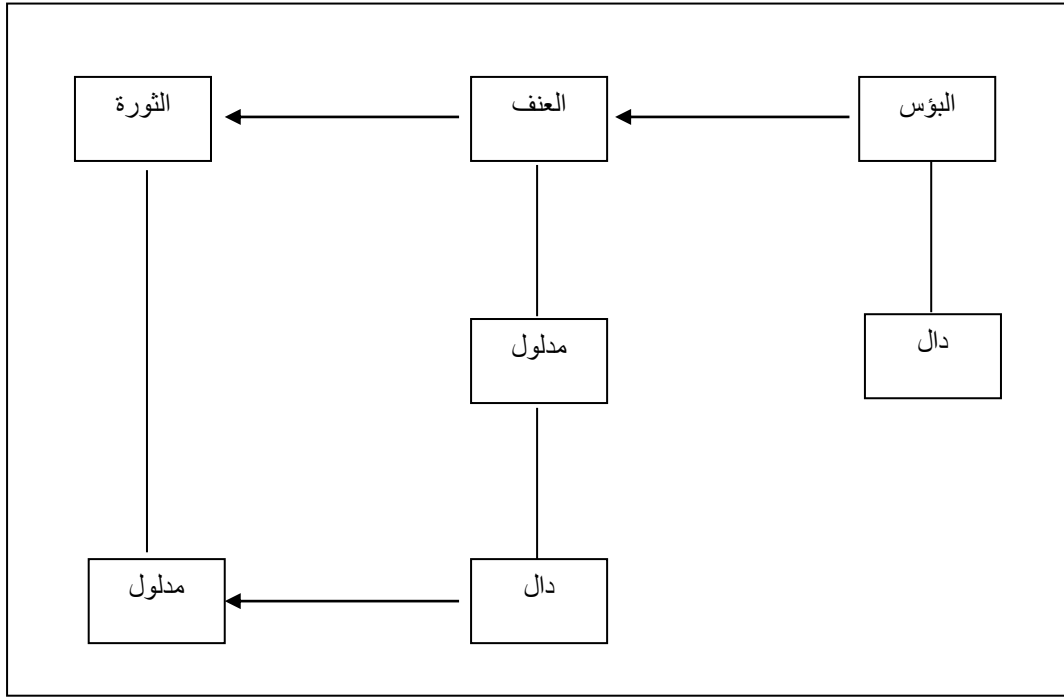 البؤس
العنف
الثورة
دال
مدلول
دال
مدلول